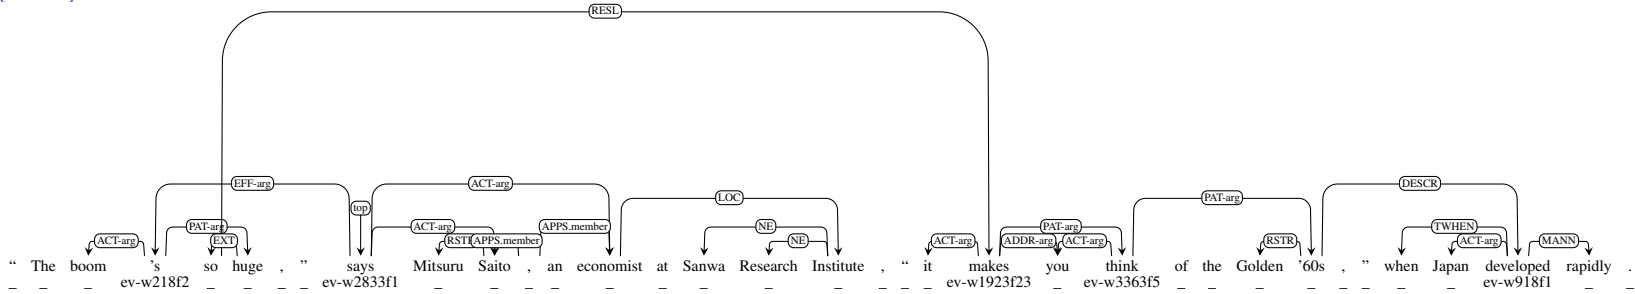 RESL
EFF-arg ACT-arg DESCR
top LOC PAT-arg
PAT-arg ACT-arg APPS.member NE PAT-arg TWHEN
ACT-arg EXT APPS.member NE ACT-arg ADDR-arg ACT-arg RSTR ACT-arg MANN
“ The boom 's so huge , ” says Mitsuru Saito , an economist at Sanwa Research Institute , “ it makes you think of the Golden '60s , ” when Japan developed rapidly .
_ _ _ ev-w218f2 _ _ _ _ ev-w2833f1 _ _ _ _ _ _ _ _ _ _ _ _ ev-w1923f23 _ ev-w3363f5 _ _ _ _ _ _ _ _ ev-w918f1 _ _